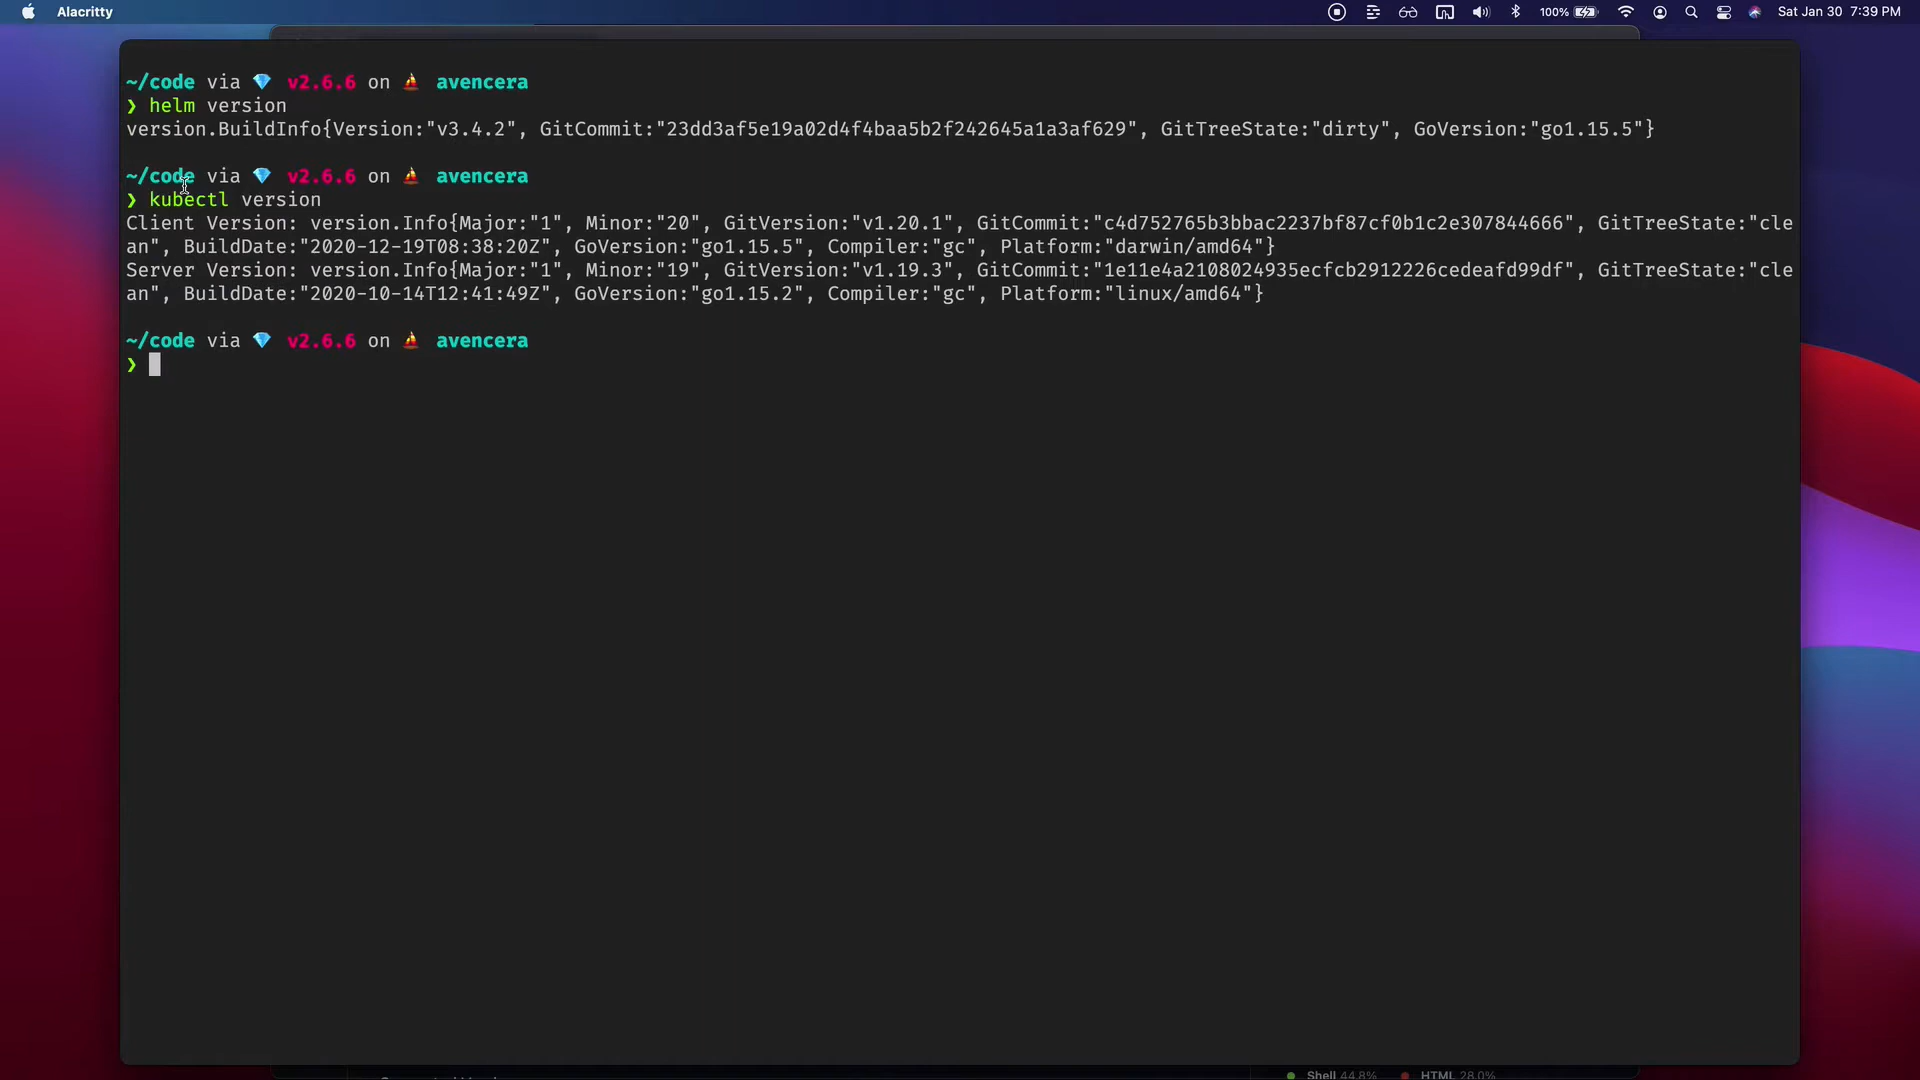 Alacritty
100%
Sat Jan 30 7:39 PM
~/code via 💎 v2.6.6 on ⛵ avencera
❯ helm version
version.BuildInfo{Version:"v3.4.2", GitCommit:"23dd3af5e19a02d4f4baa5b2f242645a1a3af629", GitTreeState:"dirty", GoVersion:"go1.15.5"}
~/code via 💎 v2.6.6 on ⛵ avencera
❯ kubectl version
Client Version: version.Info{Major:"1", Minor:"20", GitVersion:"v1.20.1", GitCommit:"c4d752765b3bbac2237bf87cf0b1c2e307844666", GitTreeState:"cle
an", BuildDate:"2020-12-19T08:38:20Z", GoVersion:"go1.15.5", Compiler:"gc", Platform:"darwin/amd64"}
Server Version: version.Info{Major:"1", Minor:"19", GitVersion:"v1.19.3", GitCommit:"1e11e4a2108024935ecfcb2912226cedeafd99df", GitTreeState:"cle
an", BuildDate:"2020-10-14T12:41:49Z", GoVersion:"go1.15.2", Compiler:"gc", Platform:"linux/amd64"}
~/code via 💎 v2.6.6 on ⛵ avencera
❯
Shell 44.8% HTML 28.0%